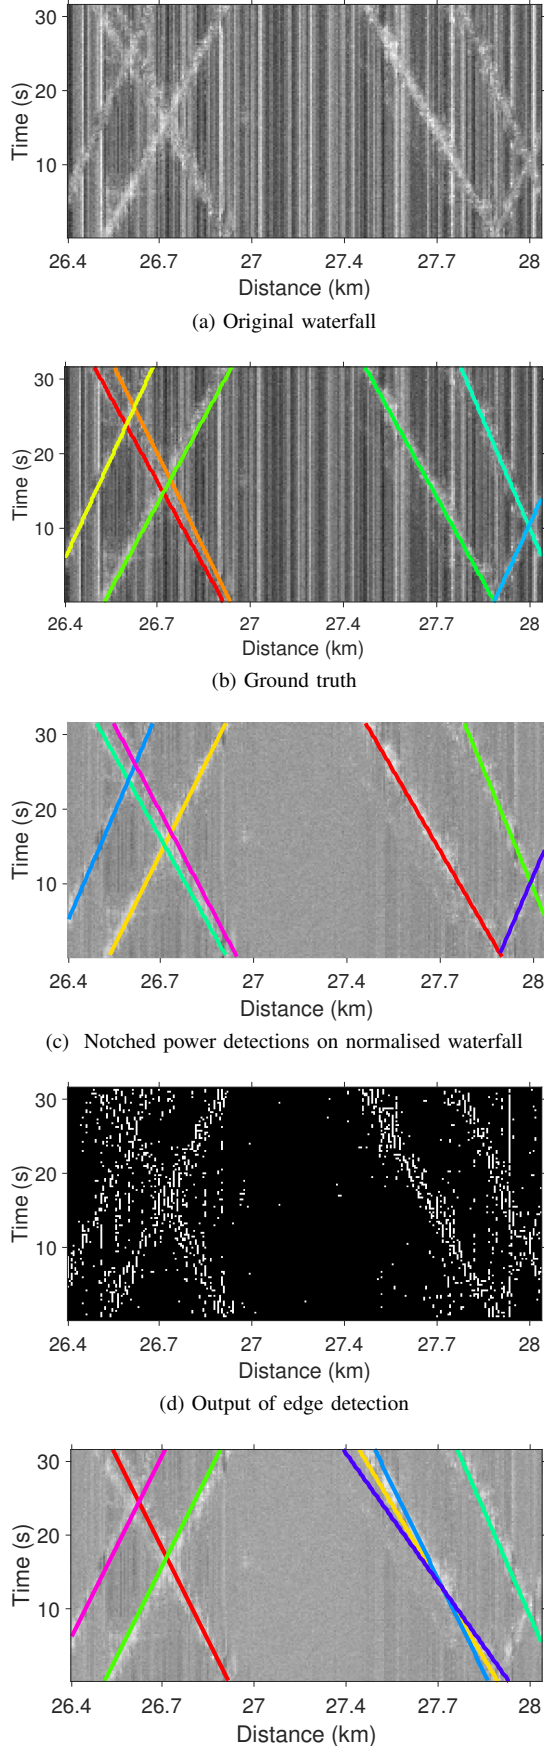 30
20
10
Time (s)
26.4 26.7 27 27.4 27.7 28
Distance (km)
(a) Original waterfall
30
20
10
Time (s)
26.4 26.7 27 27.4 27.7 28
Distance (km)
(b) Ground truth
30
20
10
Time (s)
26.4 26.7 27 27.4 27.7 28
Distance (km)
(c) Notched power detections on normalised waterfall
30
20
10
Time (s)
26.4 26.7 27 27.4 27.7 28
Distance (km)
(d) Output of edge detection
30
20
10
Time (s)
26.4 26.7 27 27.4 27.7 28
Distance (km)